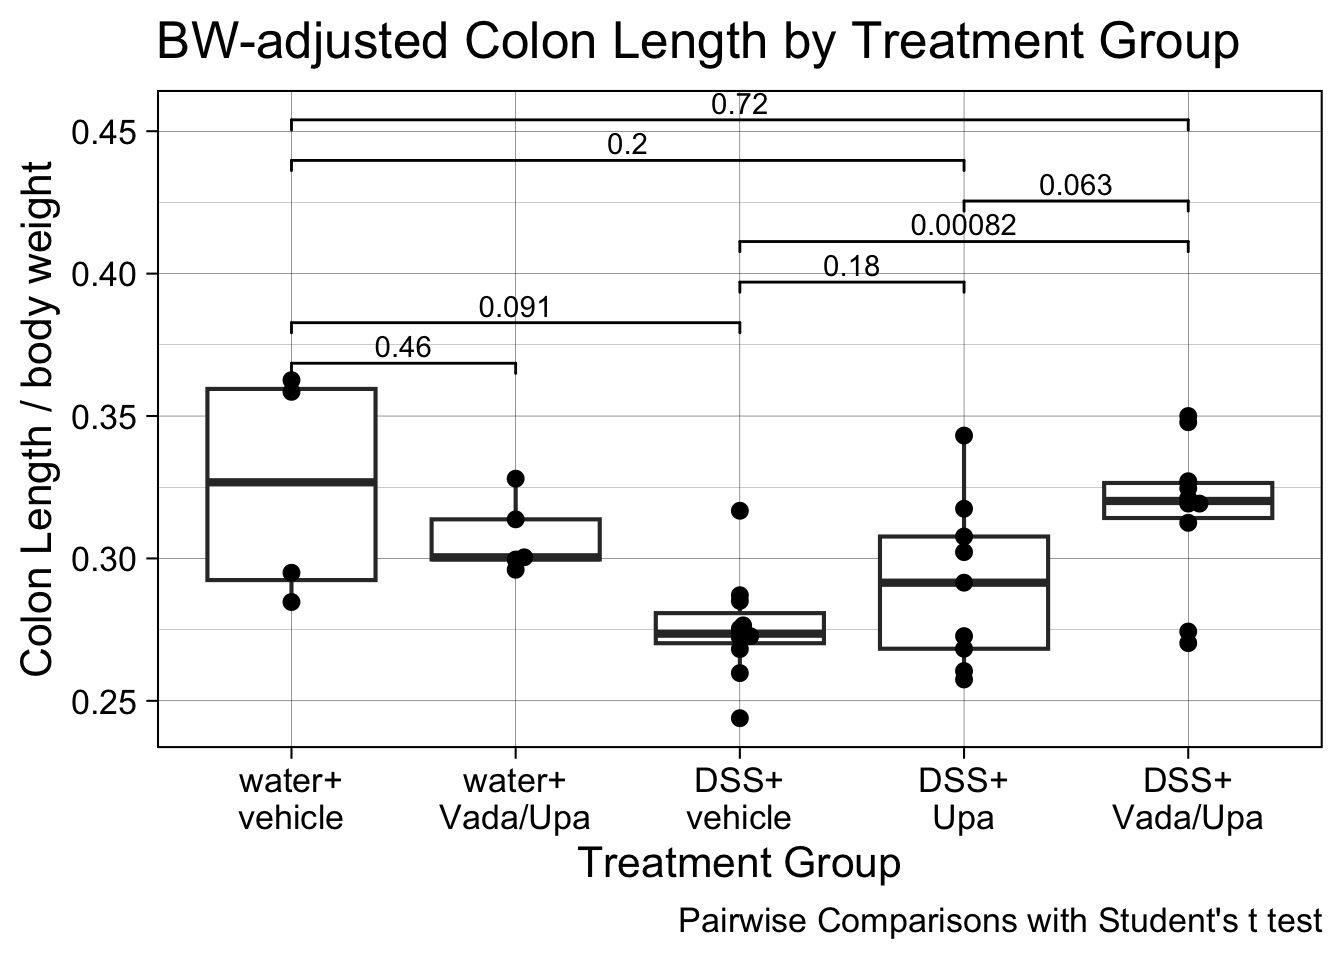 BW-adjusted Colon Length by Treatment Group
Colon Length / body weight
0.45
0.40
0.35
0.30
0.25
0.72
0.2
0.063
0.00082
0.18
0.091
0.46
water+
vehicle
water+
Vada/Upa
DSS+
vehicle
DSS+
Upa
DSS+
Vada/Upa
Treatment Group
Pairwise Comparisons with Student's t test